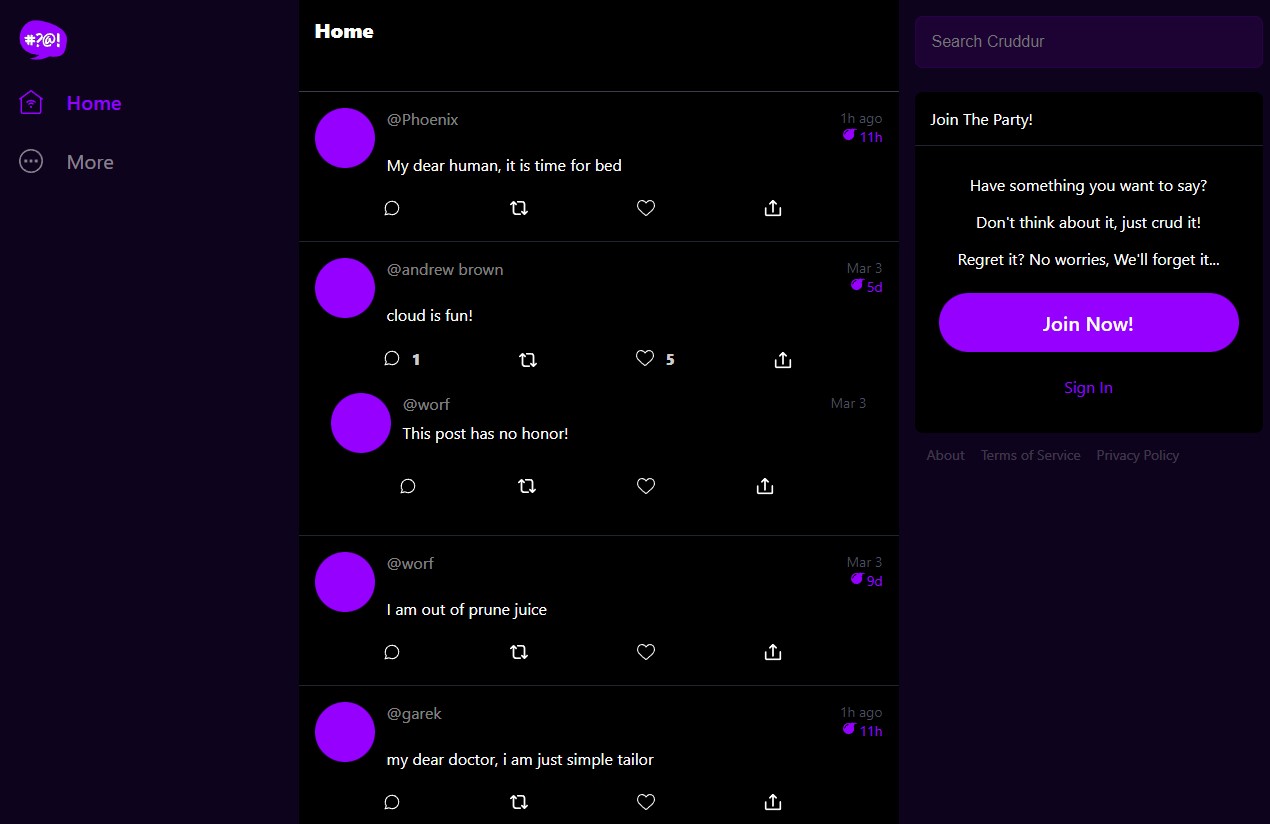 #?@!
Home
More
Home
@Phoenix
1h ago
11h
My dear human, it is time for bed
@andrew brown
Mar 3
5d
cloud is fun!
1
5
@worf
Mar 3
This post has no honor!
@worf
Mar 3
9d
I am out of prune juice
@garek
1h ago
11h
my dear doctor, i am just simple tailor
Search Cruddur
Join The Party!
Have something you want to say?
Don't think about it, just crud it!
Regret it? No worries, We'll forget it...
Join Now!
Sign In
About Terms of Service Privacy Policy